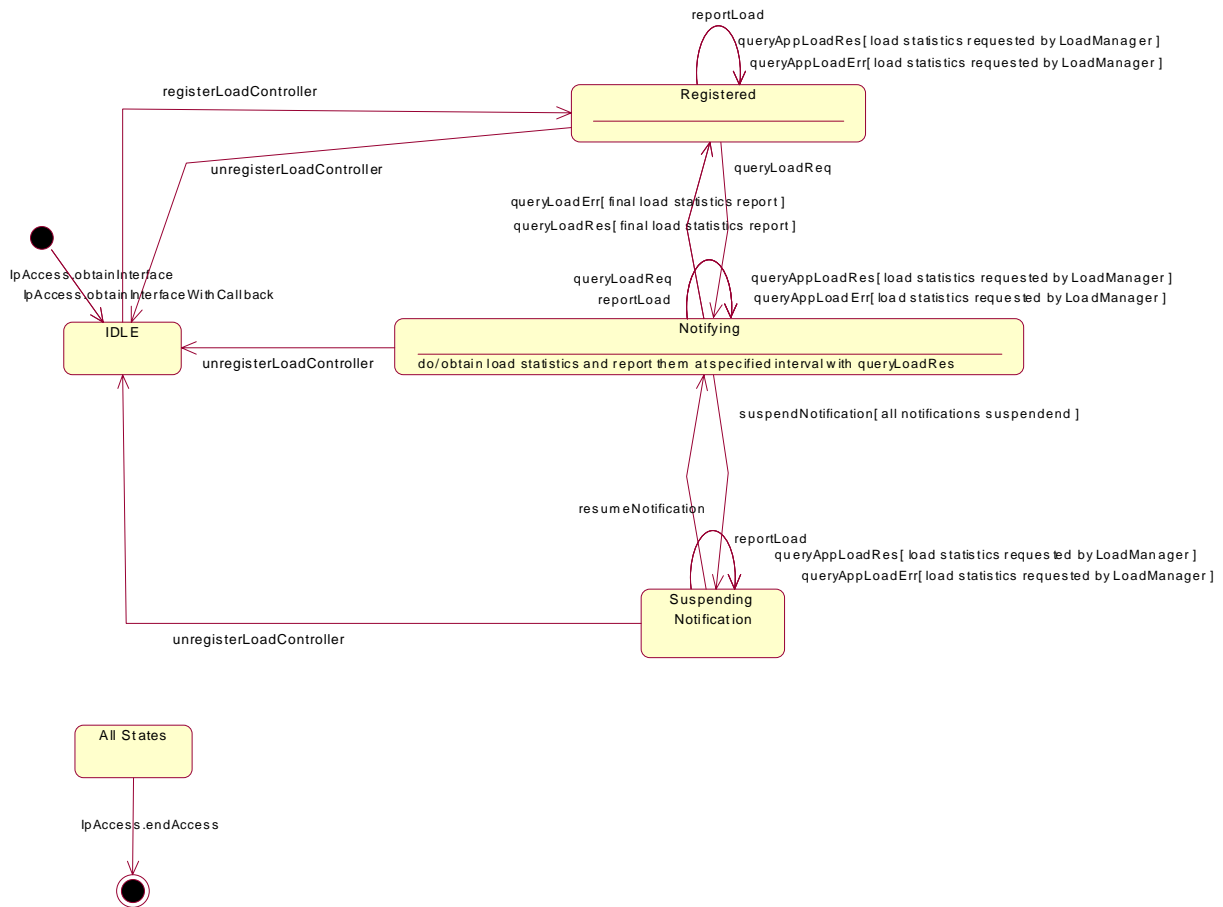 reportLoad
queryAppLoadRes[ load statistics requested by LoadManager ]
queryAppLoadErr[ load statistics requested by LoadManager ]
Registered
registerLoadController
unregisterLoadController
queryLoadReq
queryLoadErr[ final load statistics report ]
queryLoadRes[ final load statistics report ]
IpAccess.obtainInterface
IpAccess.obtainInterfaceWithCallback
queryLoadReq
reportLoad
queryAppLoadRes[ load statistics requested by LoadManager ]
queryAppLoadErr[ load statistics requested by LoadManager ]
IDLE
Notifying
do/ obtain load statistics and report them at specified interval with queryLoadRes
unregisterLoadController
suspendNotification[ all notifications suspendend ]
resumeNotification
reportLoad
queryAppLoadRes[ load statistics requested by LoadManager ]
queryAppLoadErr[ load statistics requested by LoadManager ]
Suspending
Notification
unregisterLoadController
All States
IpAccess.endAccess